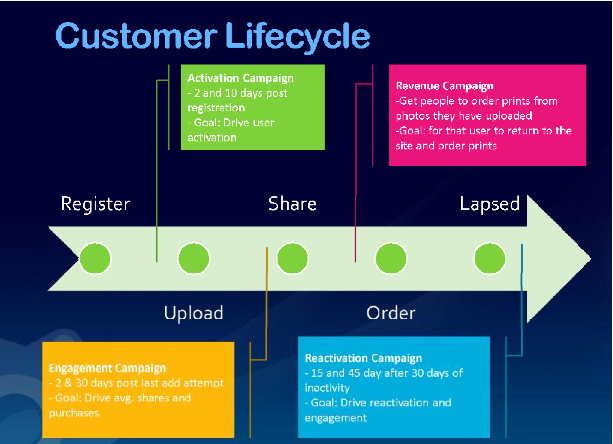 Customer Lifecycle
Activation Campaign
- 2 and 10 days post
registration
- Goal: Drive user
activation
Revenue Campaign
-Get people to order prints from
photos they have uploaded
-Goal: for that user to return to the
site and order prints
Register
Share
Lapsed
Upload
Order
Engagement Campaign
- 2 & 30 days post last add attempt
- Goal: Drive avg. shares and
purchases
Reactivation Campaign
- 15 and 45 day after 30 days of
inactivity
- Goal: Drive reactivation and
engagement